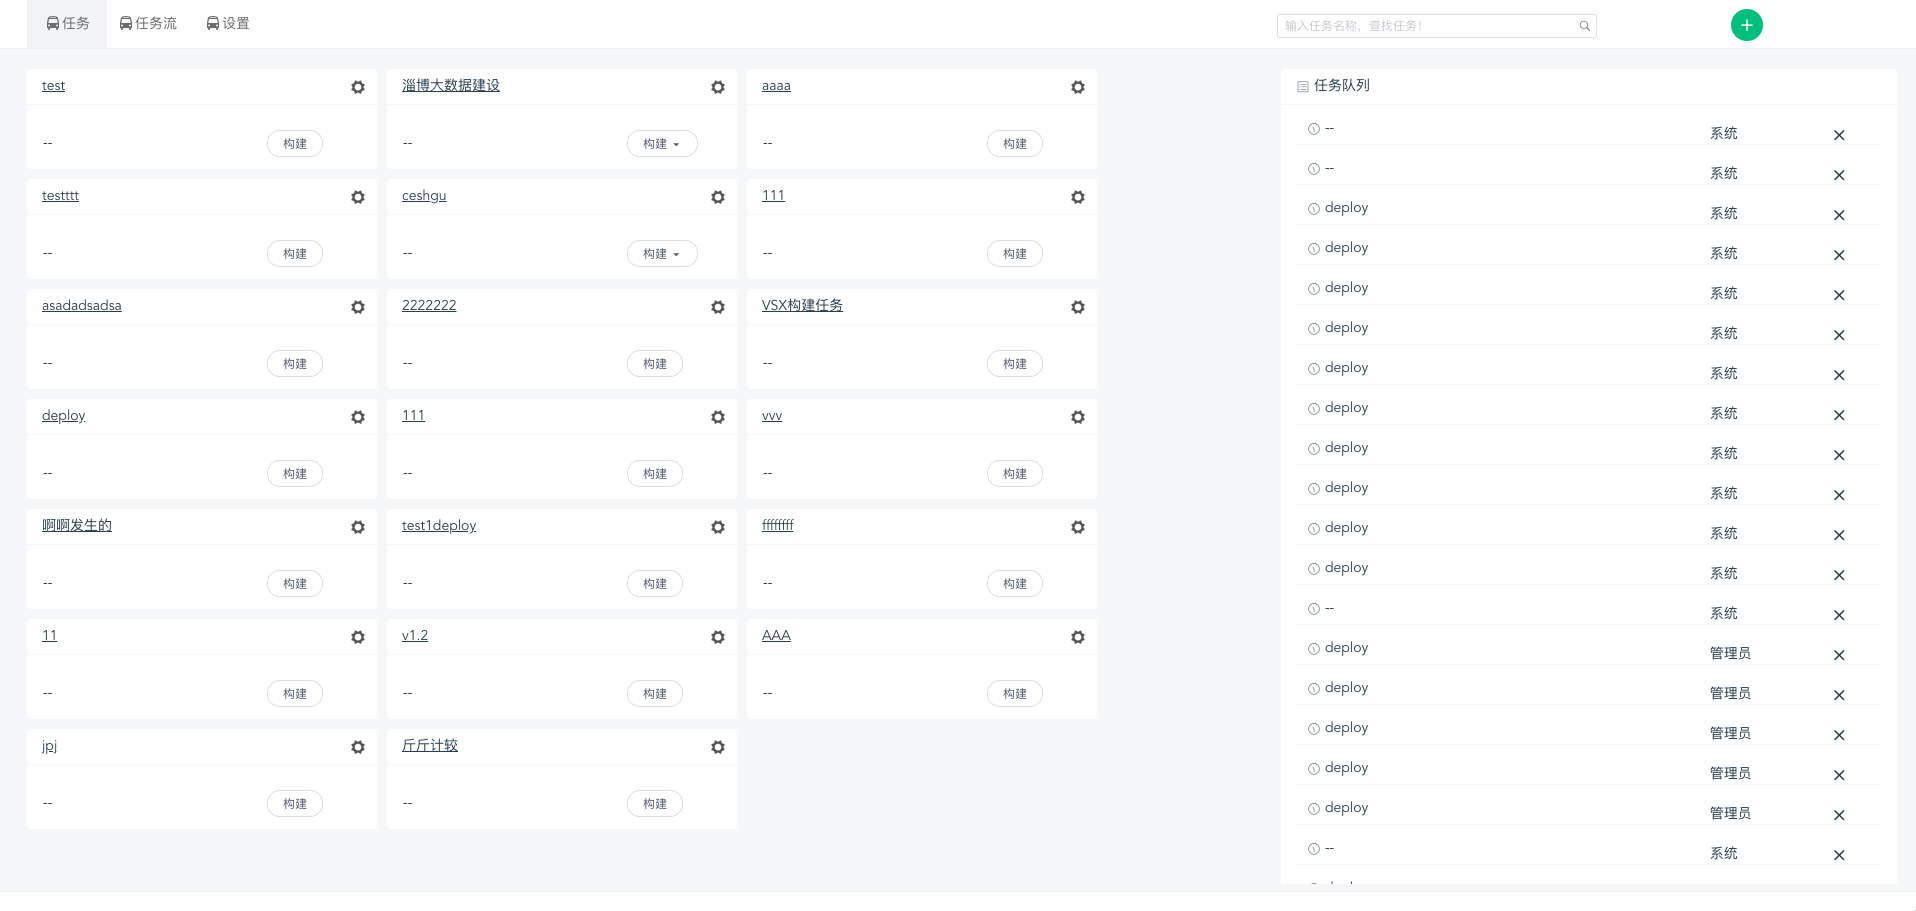 任务 任务流 设置
输入任务名称，查找任务!
test
-- 构建
淄博大数据建设
-- 构建
aaaa
-- 构建
testttt
-- 构建
ceshgu
-- 构建
111
-- 构建
asadadsadsa
-- 构建
2222222
-- 构建
VSX构建任务
-- 构建
deploy
-- 构建
111
-- 构建
vvv
-- 构建
啊啊发生的
-- 构建
test1deploy
-- 构建
ffffffff
-- 构建
11
-- 构建
v1.2
-- 构建
AAA
-- 构建
jpj
-- 构建
斤斤计较
-- 构建
任务队列
-- 系统
-- 系统
deploy 系统
deploy 系统
deploy 系统
deploy 系统
deploy 系统
deploy 系统
deploy 系统
deploy 系统
deploy 系统
deploy 系统
-- 系统
deploy 管理员
deploy 管理员
deploy 管理员
deploy 管理员
deploy 管理员
-- 系统